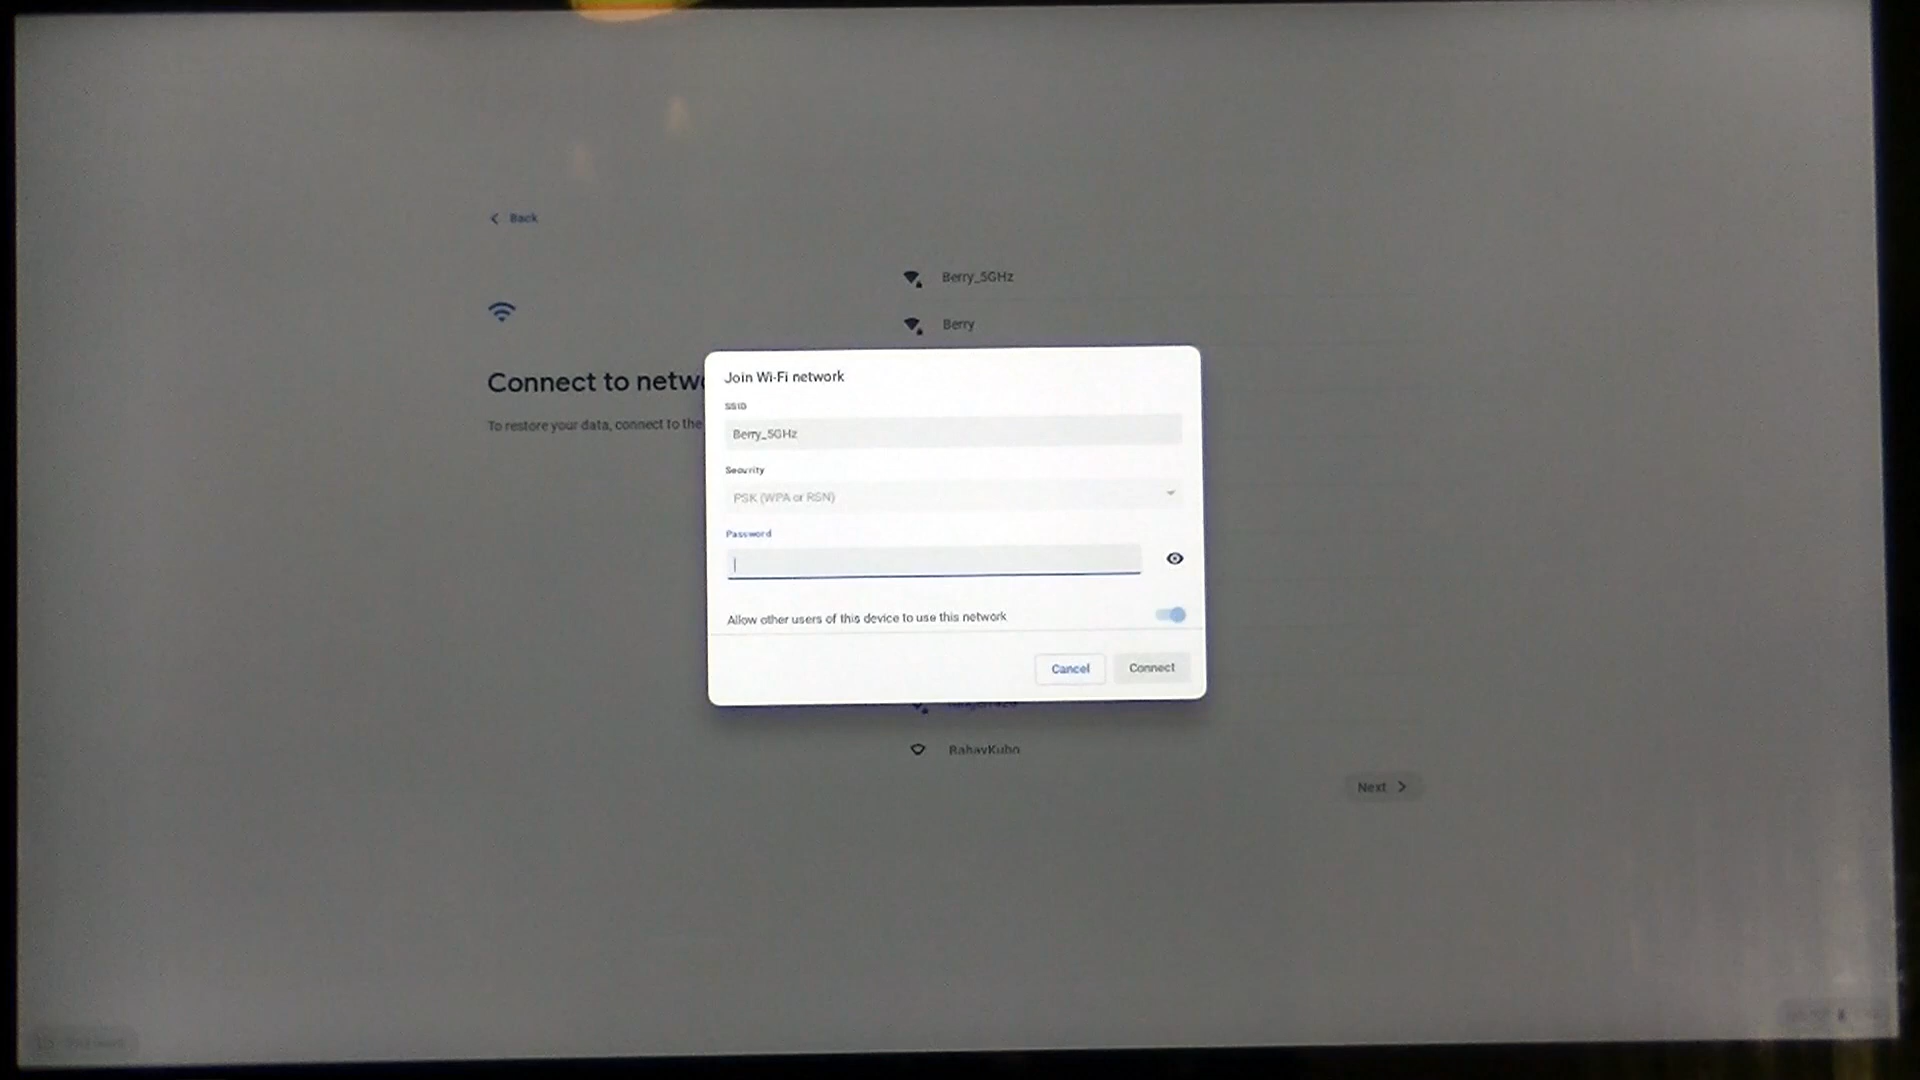 Back
Berry_5GHz
Berry
Connect to netw
To restore your data, connect to the
Join Wi-Fi network
SSID
Berry_5GHz
Security
PSK (WPA or RSN)
Password
Allow other users of this device to use this network
Cancel
Connect
Next